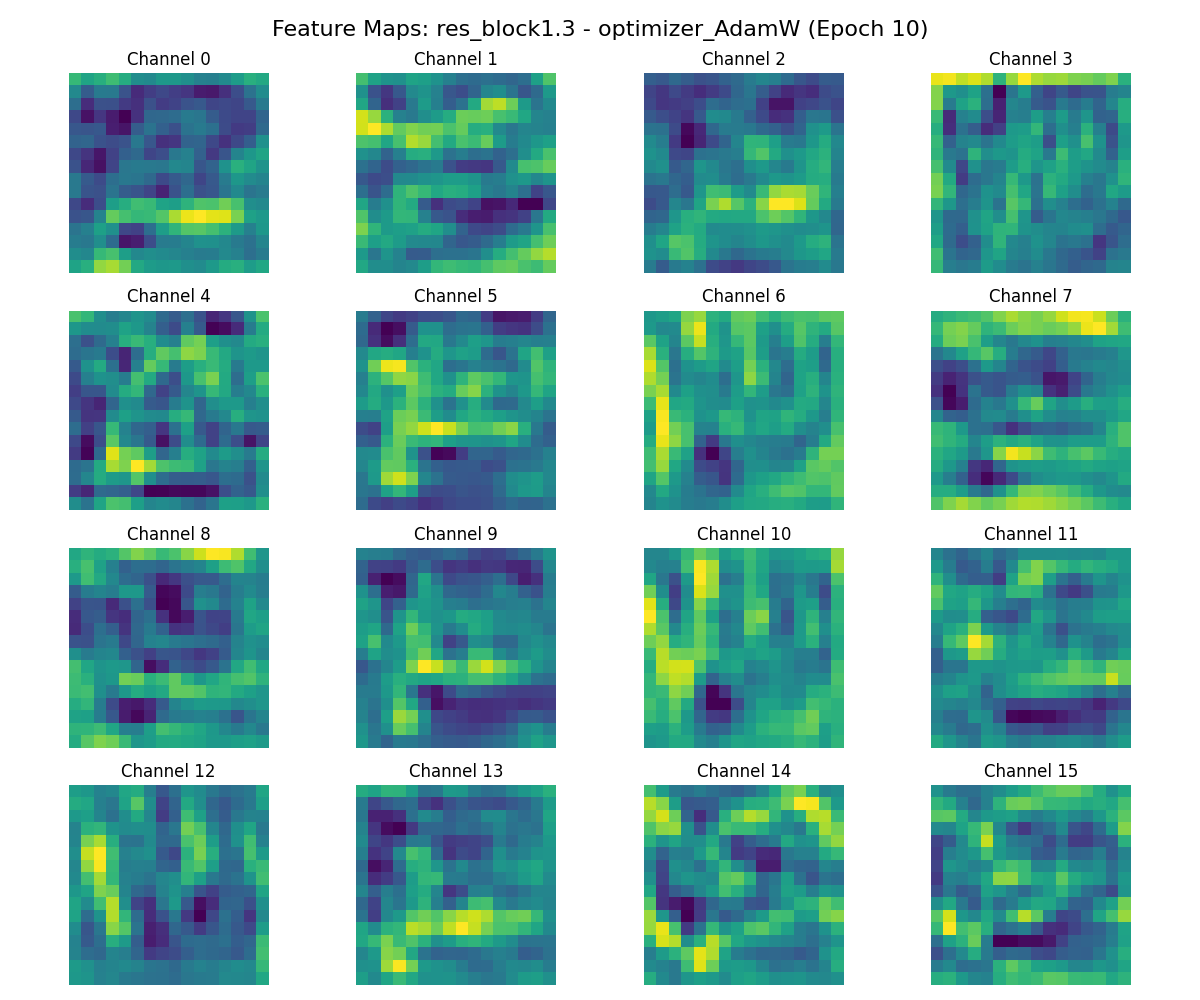 Feature Maps: res_block1.3 - optimizer_AdamW (Epoch 10)
Channel 0
Channel 1
Channel 2
Channel 3
Channel 4
Channel 5
Channel 6
Channel 7
Channel 8
Channel 9
Channel 10
Channel 11
Channel 12
Channel 13
Channel 14
Channel 15